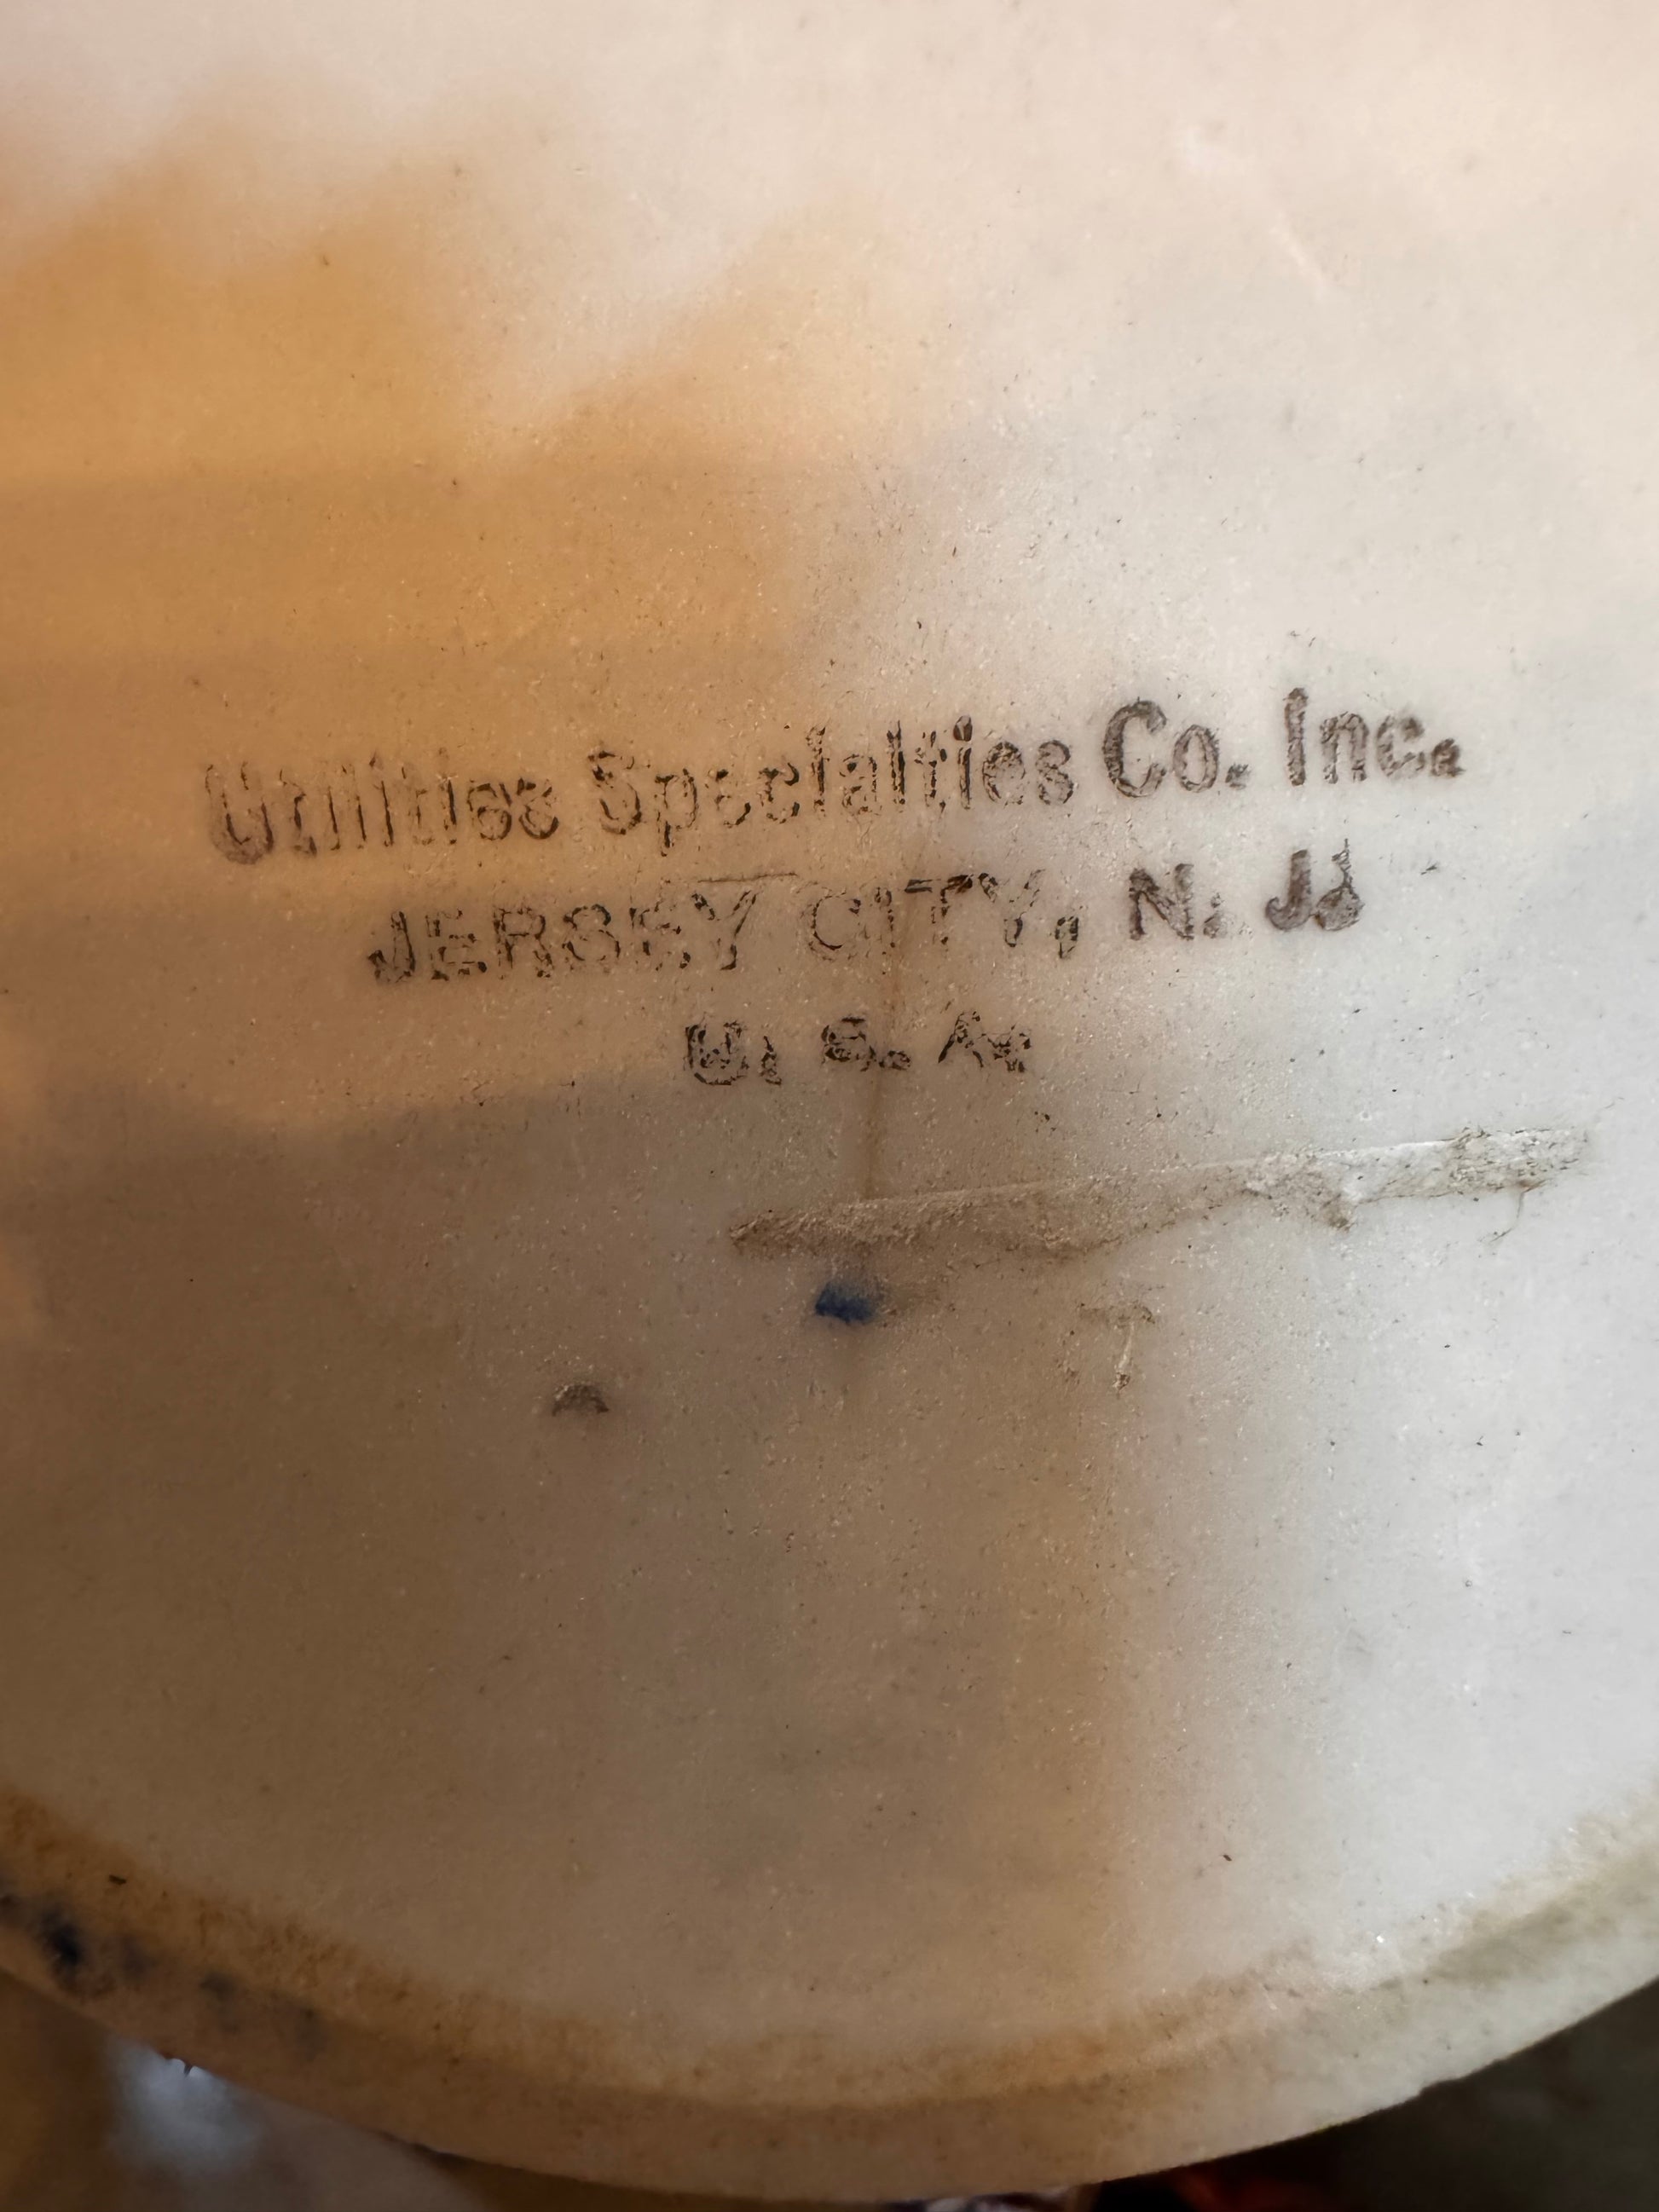 Utilities Specialties Co. Inc.
JERSEY CITY, N. J.
U. S. A.